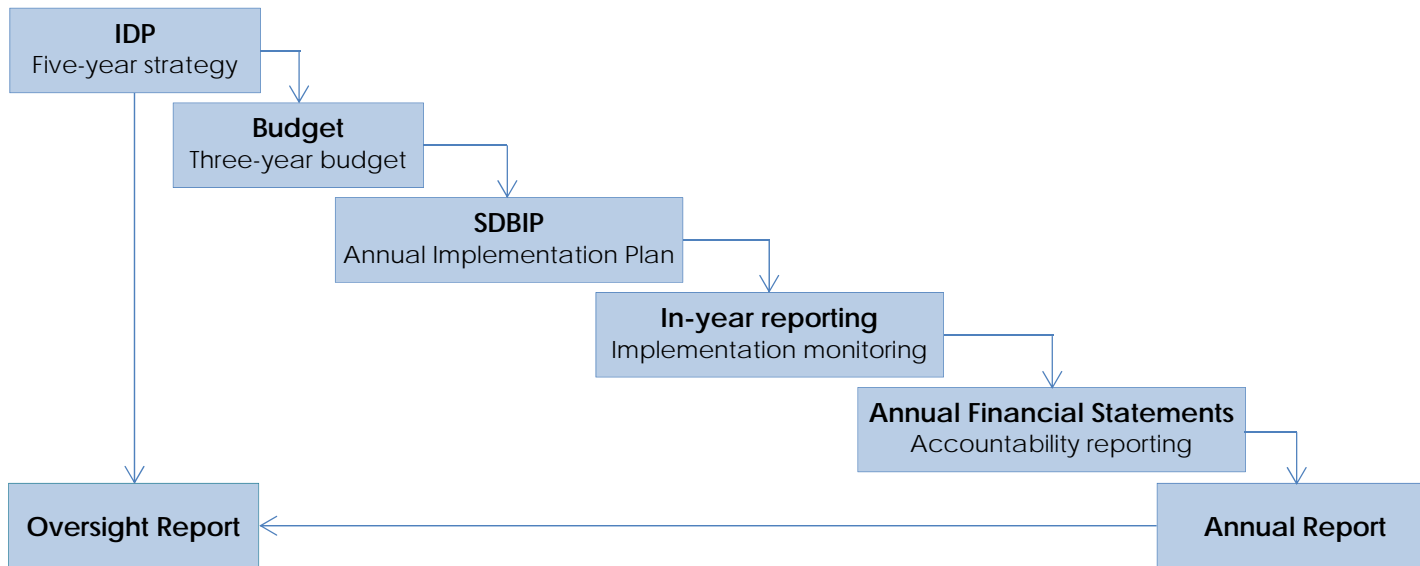 IDP
Five-year strategy
Budget
Three-year budget
SDBIP
Annual Implementation Plan
In-year reporting
Implementation monitoring
Annual Financial Statements
Accountability reporting
Oversight Report
Annual Report